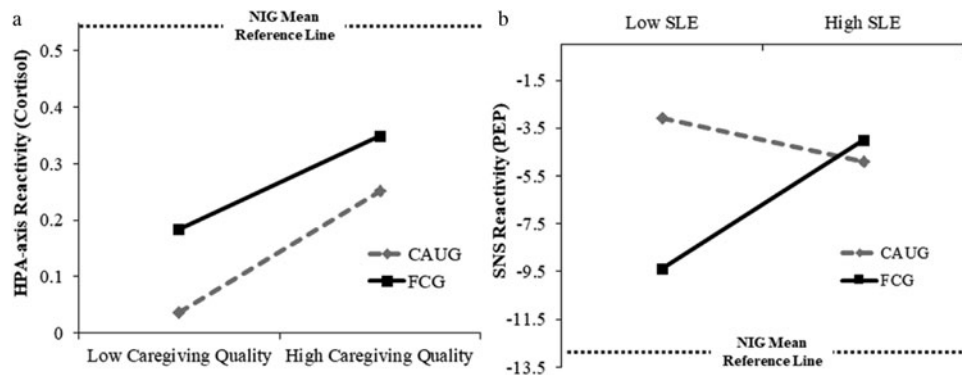 a
NIG Mean
Reference Line
HPA-axis Reactivity (Cortisol)
0.5
0.4
0.3
0.2
0.1
0
CAUG
FCG
Low Caregiving Quality
High Caregiving Quality
b
Low SLE
High SLE
SNS Reactivity (PEP)
-1.5
-3.5
-5.5
-7.5
-9.5
-11.5
-13.5
CAUG
FCG
NIG Mean
Reference Line